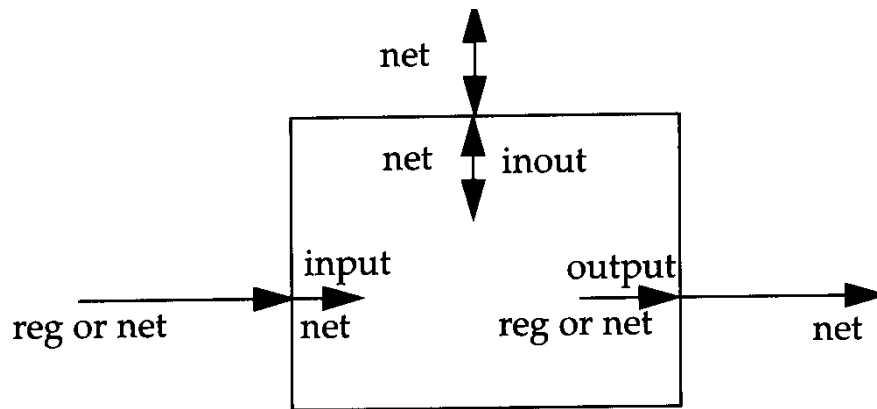 net
net inout
input
output
reg or net
net
reg or net
net